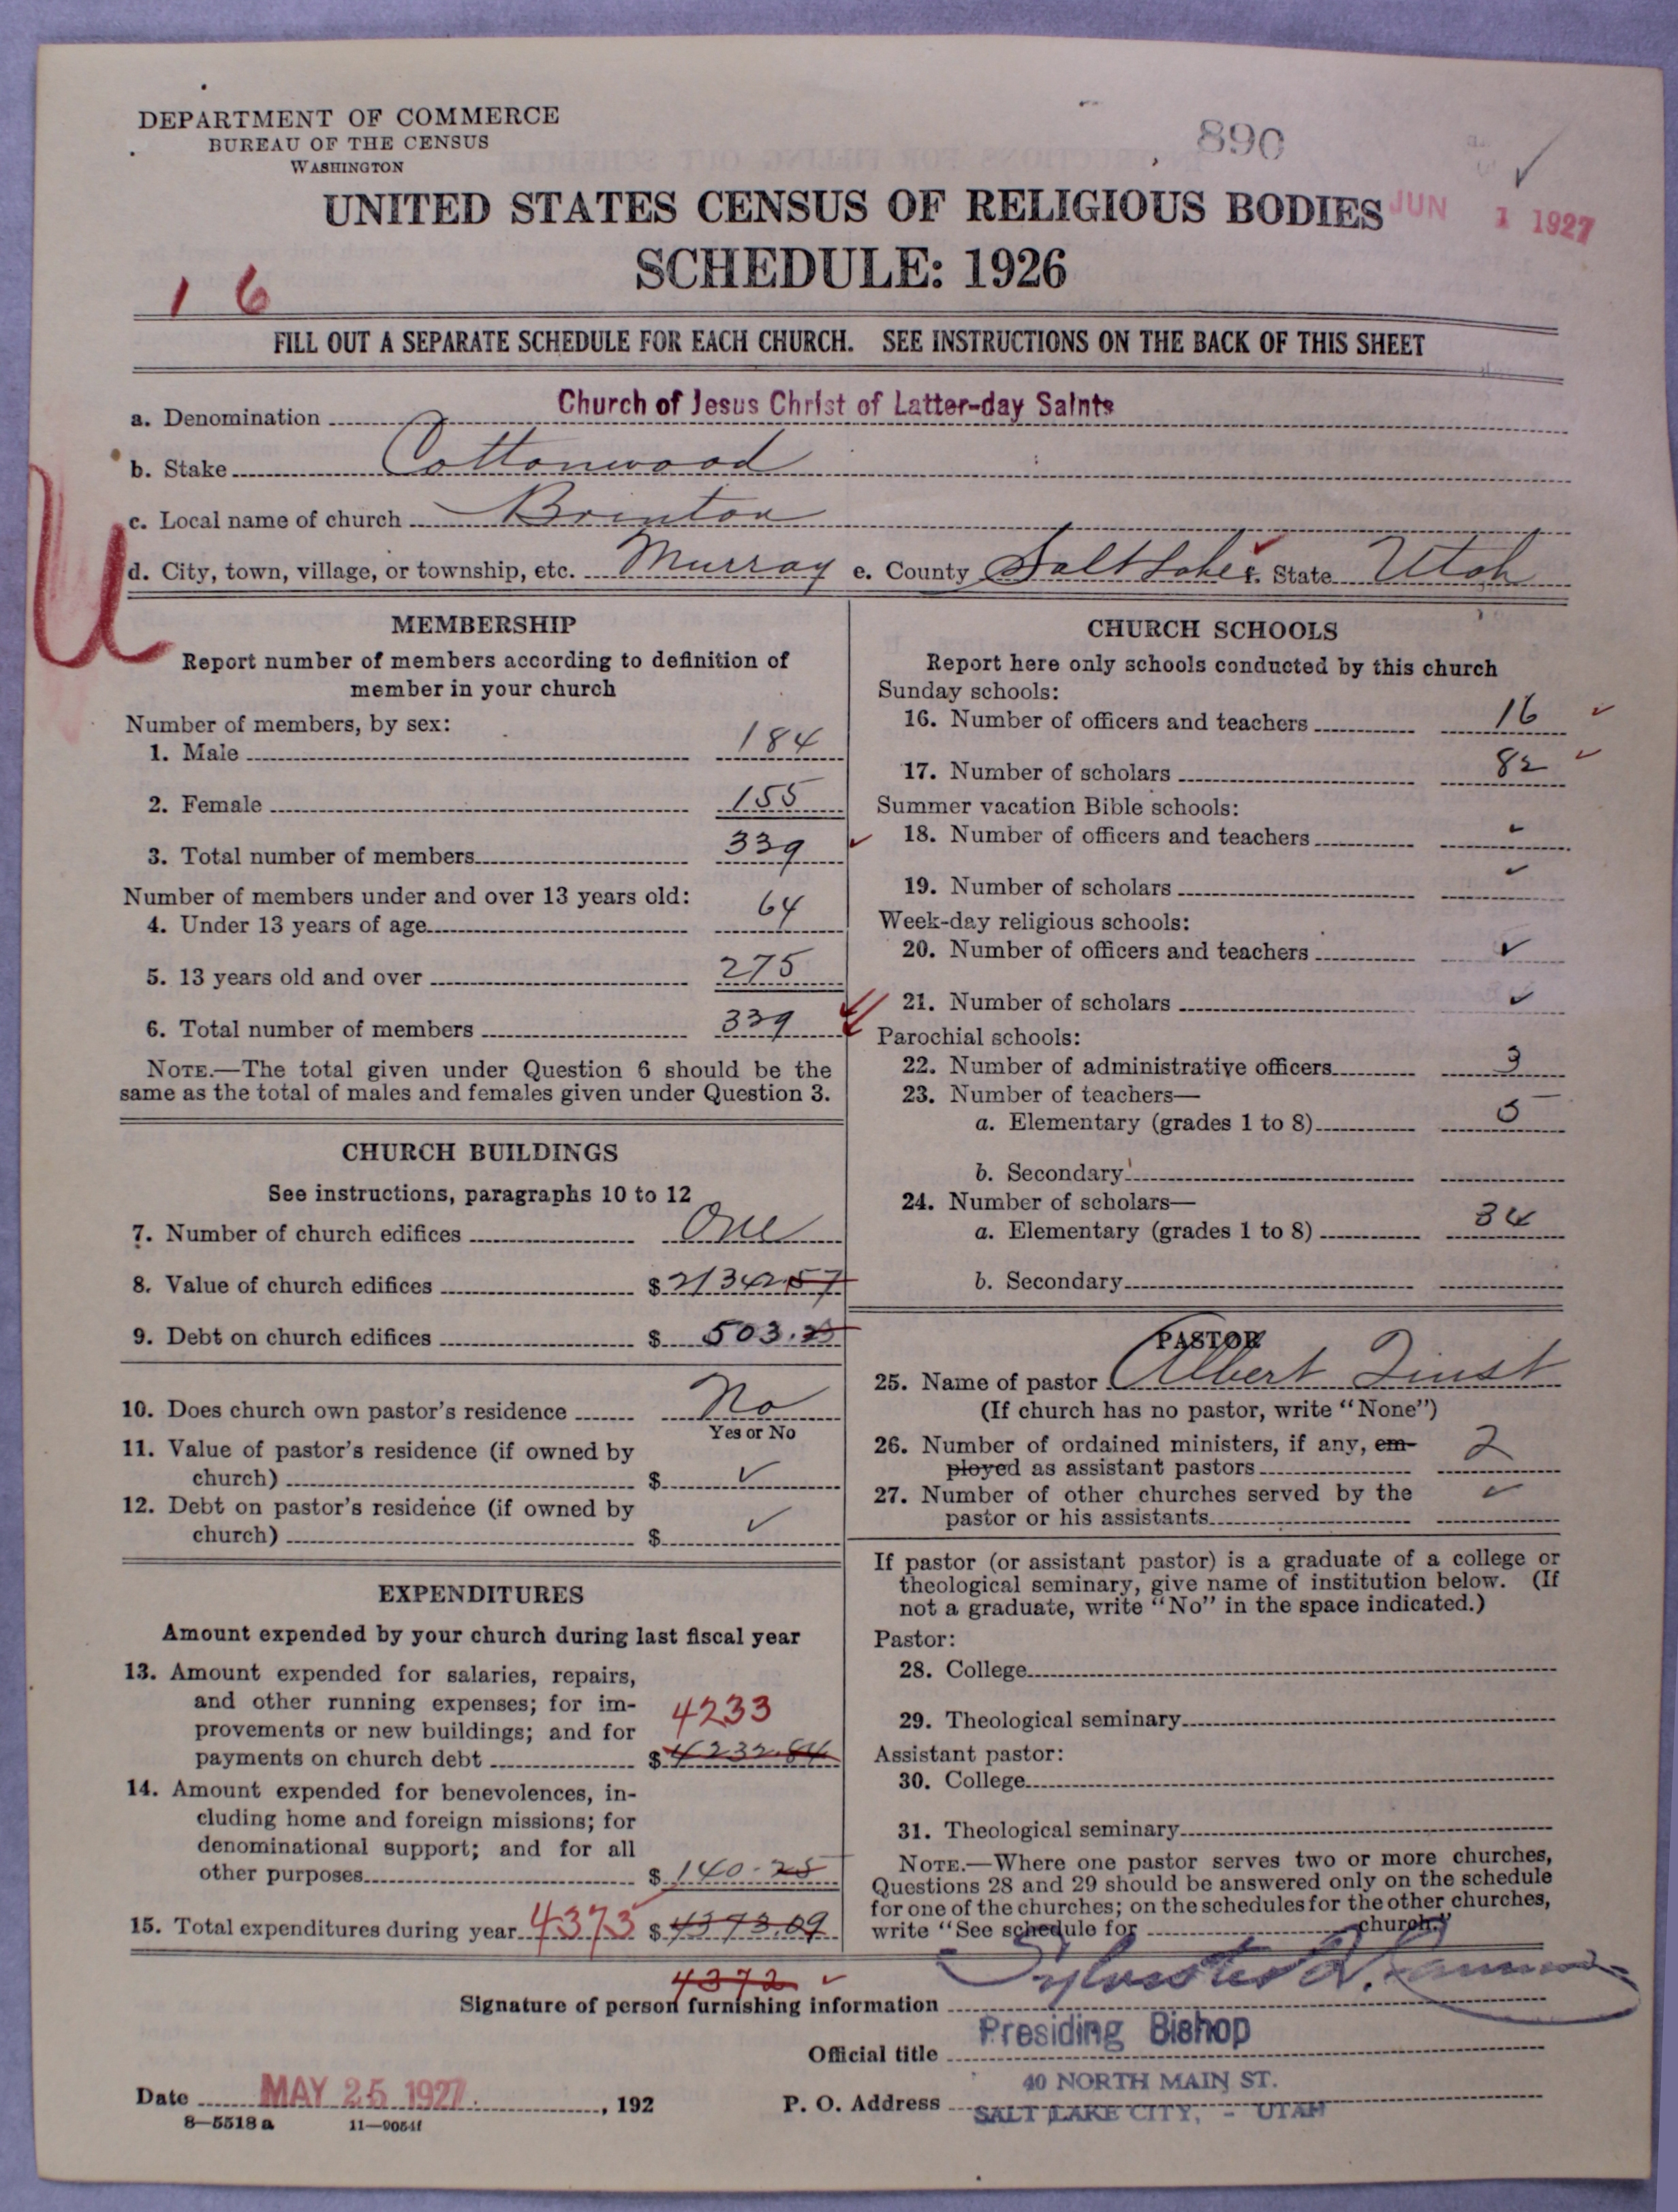 DEPARTMENT OF COMMERCE
BUREAU OF THE CENSUS
WASHINGTON
890
UNITED STATES CENSUS OF RELIGIOUS BODIES
JUN 1 1927
SCHEDULE: 1926
1 6
FILL OUT A SEPARATE SCHEDULE FOR EACH CHURCH. SEE INSTRUCTIONS ON THE BACK OF THIS SHEET
a. Denomination Church of Jesus Christ of Latter-day Saints
b. Stake Cottonwood
c. Local name of church Brinton
d. City, town, village, or township, etc. Murray e. County Salt Lake f. State Utah
U
MEMBERSHIP
Report number of members according to definition of
member in your church
Number of members, by sex:
1. Male 184
2. Female 155
3. Total number of members 339
Number of members under and over 13 years old:
4. Under 13 years of age 64
5. 13 years old and over 275
6. Total number of members 339
NOTE.—The total given under Question 6 should be the
same as the total of males and females given under Question 3.
CHURCH BUILDINGS
See instructions, paragraphs 10 to 12
7. Number of church edifices One
8. Value of church edifices $ 21342.57
9. Debt on church edifices $ 503.25
10. Does church own pastor's residence No
Yes or No
11. Value of pastor's residence (if owned by
church) $ ✓
12. Debt on pastor's residence (if owned by
church) $ ✓
EXPENDITURES
Amount expended by your church during last fiscal year
13. Amount expended for salaries, repairs,
and other running expenses; for im-
provements or new buildings; and for 4233
payments on church debt $ 4232.84
14. Amount expended for benevolences, in-
cluding home and foreign missions; for
denominational support; and for all
other purposes $ 140.25
15. Total expenditures during year 4373 $ 4373.09
4372 ✓
CHURCH SCHOOLS
Report here only schools conducted by this church
Sunday schools:
16. Number of officers and teachers 16 ✓
17. Number of scholars 82 ✓
Summer vacation Bible schools:
18. Number of officers and teachers ✓
19. Number of scholars ✓
Week-day religious schools:
20. Number of officers and teachers ✓
21. Number of scholars ✓
Parochial schools:
22. Number of administrative officers 3
23. Number of teachers—
a. Elementary (grades 1 to 8) 5
b. Secondary
24. Number of scholars—
a. Elementary (grades 1 to 8) 34
b. Secondary
PASTOR
25. Name of pastor Albert
(If church has no pastor, write "None")
26. Number of ordained ministers, if any, em-
ployed as assistant pastors 2
27. Number of other churches served by the
pastor or his assistants ✓
If pastor (or assistant pastor) is a graduate of a college or
theological seminary, give name of institution below. (If
not a graduate, write "No" in the space indicated.)
Pastor:
28. College
29. Theological seminary
Assistant pastor:
30. College
31. Theological seminary
NOTE.—Where one pastor serves two or more churches,
Questions 28 and 29 should be answered only on the schedule
for one of the churches; on the schedules for the other churches,
write "See schedule for church."
Signature of person furnishing information Sylvester Q. Cannon
Official title Presiding Bishop
Date MAY 25 1927, 192
P. O. Address 40 NORTH MAIN ST.
SALT LAKE CITY, - UTAH
8—5518a 11—9054f